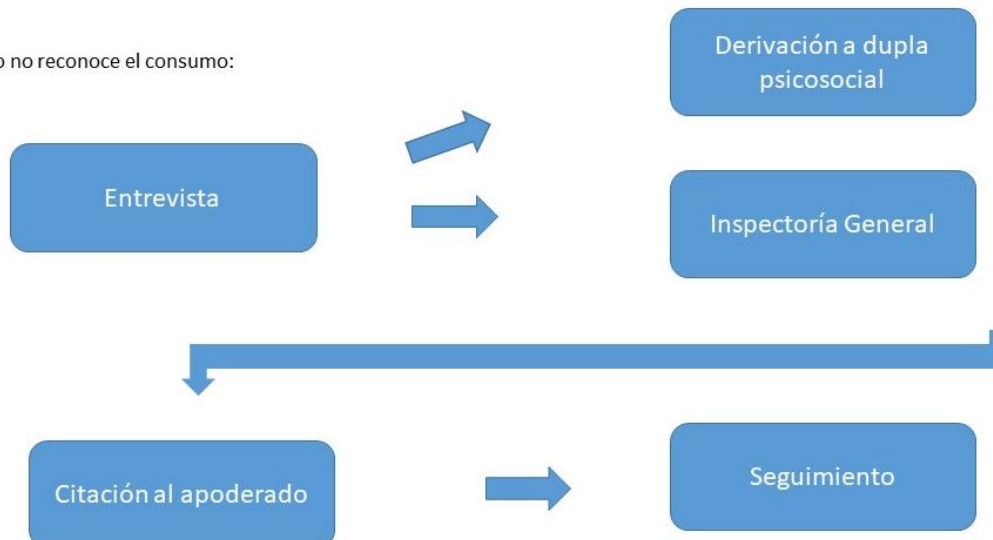 o no reconoce el consumo:
Derivación a dupla
psicosocial
Entrevista
Inspectoría General
Citación al apoderado
Seguimiento